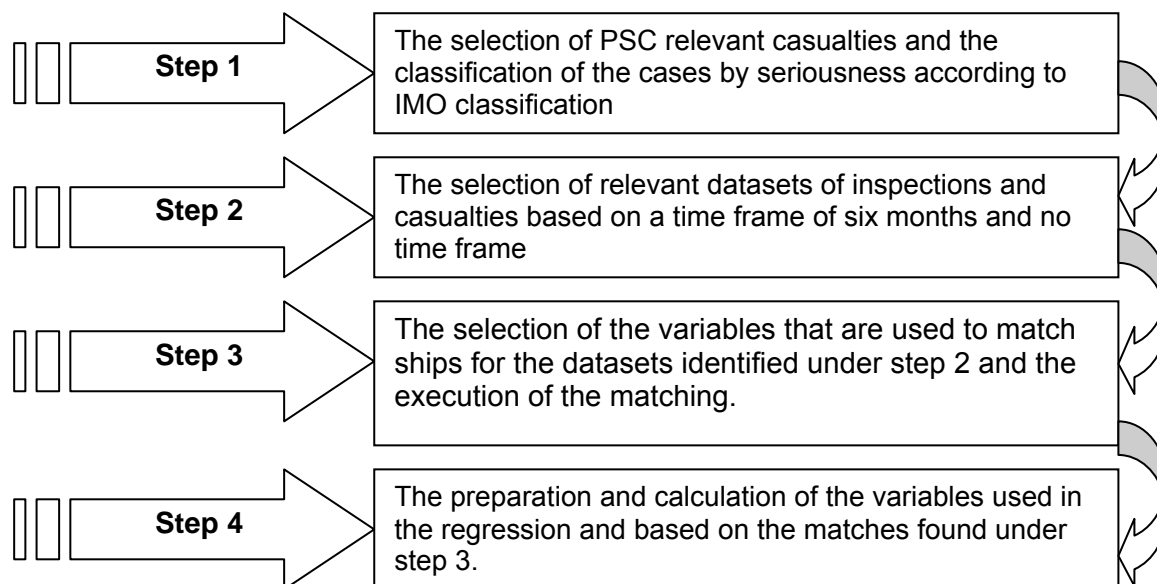 Step 1
The selection of PSC relevant casualties and the
classification of the cases by seriousness according to
IMO classification
Step 2
The selection of relevant datasets of inspections and
casualties based on a time frame of six months and no
time frame
Step 3
The selection of the variables that are used to match
ships for the datasets identified under step 2 and the
execution of the matching.
Step 4
The preparation and calculation of the variables used in
the regression and based on the matches found under
step 3.